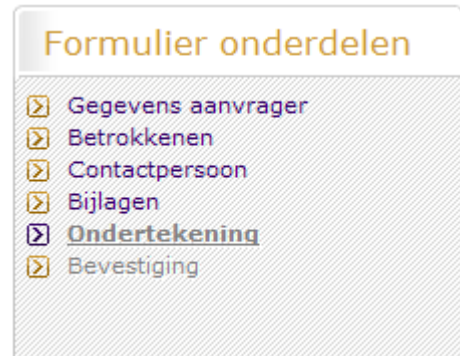 Formulier onderdelen
Gegevens aanvrager
Betrokkenen
Contactpersoon
Bijlagen
Ondertekening
Bevestiging